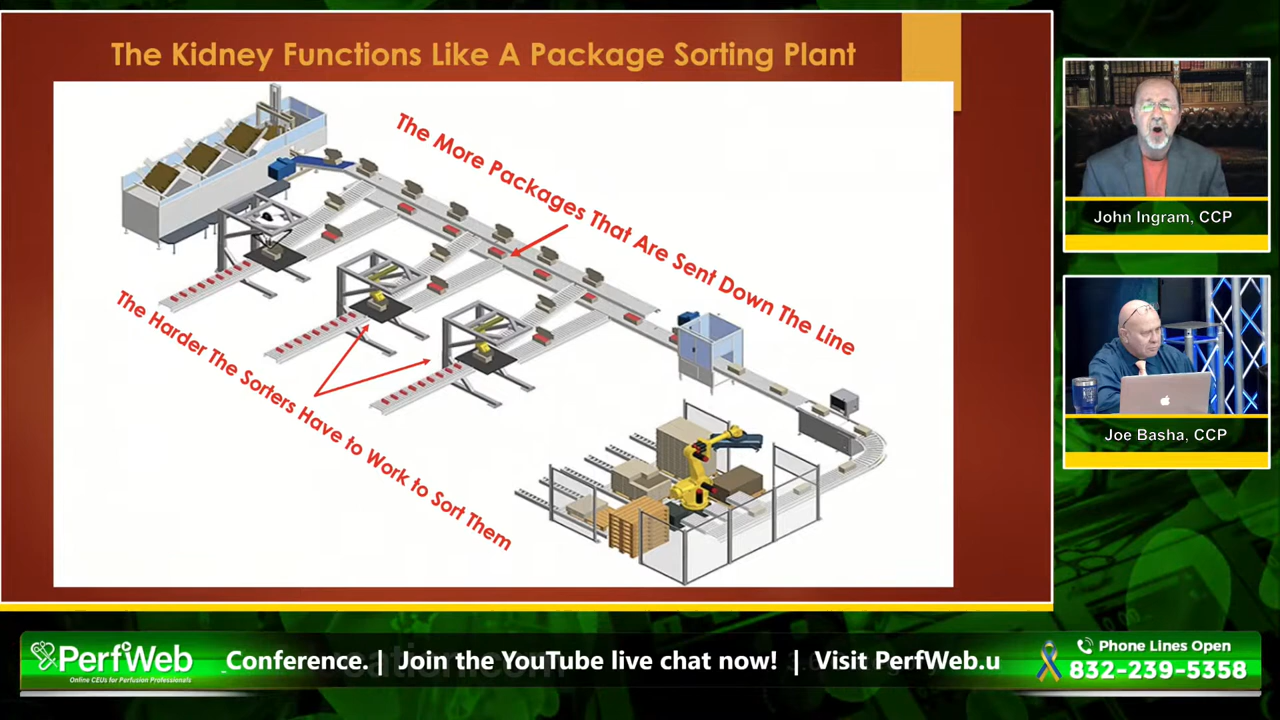 The Kidney Functions Like A Package Sorting Plant
The More Packages That Are Sent Down The Line
The Harder The Sorters Have to Work to Sort Them
John Ingram, CCP
Joe Basha, CCP
PerfWeb
Online CEUs for Perfusion Professionals
Conference. | Join the YouTube live chat now! | Visit PerfWeb.u
Phone Lines Open
832-239-5358